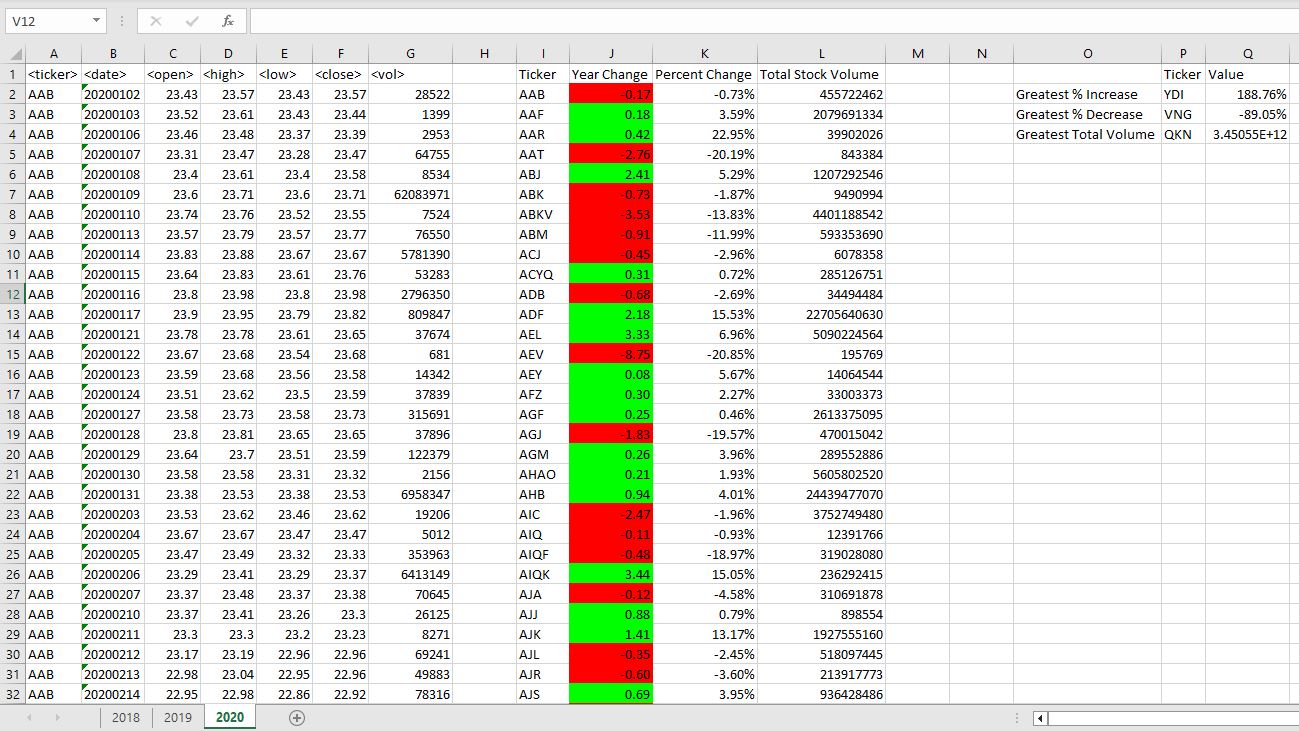 V12 fx
A B C D E F G H I J K L M N O P Q
1 <ticker> <date> <open> <high> <low> <close> <vol> Ticker Year Change Percent Change Total Stock Volume Ticker Value
2 AAB 20200102 23.43 23.57 23.43 23.57 28522 AAB -0.17 -0.73% 455722462 Greatest % Increase YDI 188.76%
3 AAB 20200103 23.52 23.61 23.43 23.44 1399 AAF 0.18 3.59% 2079691334 Greatest % Decrease VNG -89.05%
4 AAB 20200106 23.46 23.48 23.37 23.39 2953 AAR 0.42 22.95% 39902026 Greatest Total Volume QKN 3.45055E+12
5 AAB 20200107 23.31 23.47 23.28 23.47 64755 AAT -2.76 -20.19% 843384
6 AAB 20200108 23.4 23.61 23.4 23.58 8534 ABJ 2.41 5.29% 1207292546
7 AAB 20200109 23.6 23.71 23.6 23.71 62083971 ABK -0.73 -1.87% 9490994
8 AAB 20200110 23.74 23.76 23.52 23.55 7524 ABKV -3.53 -13.83% 4401188542
9 AAB 20200113 23.57 23.79 23.57 23.77 76550 ABM -0.91 -11.99% 593353690
10 AAB 20200114 23.83 23.88 23.67 23.67 5781390 ACJ -0.45 -2.96% 6078358
11 AAB 20200115 23.64 23.83 23.61 23.76 53283 ACYQ 0.31 0.72% 285126751
12 AAB 20200116 23.8 23.98 23.8 23.98 2796350 ADB -0.68 -2.69% 34494484
13 AAB 20200117 23.9 23.95 23.79 23.82 809847 ADF 2.18 15.53% 22705640630
14 AAB 20200121 23.78 23.78 23.61 23.65 37674 AEL 3.33 6.96% 5090224564
15 AAB 20200122 23.67 23.68 23.54 23.68 681 AEV -8.75 -20.85% 195769
16 AAB 20200123 23.59 23.68 23.56 23.58 14342 AEY 0.08 5.67% 14064544
17 AAB 20200124 23.51 23.62 23.5 23.59 37839 AFZ 0.30 2.27% 33003373
18 AAB 20200127 23.58 23.73 23.58 23.73 315691 AGF 0.25 0.46% 2613375095
19 AAB 20200128 23.8 23.81 23.65 23.65 37896 AGJ -1.83 -19.57% 470015042
20 AAB 20200129 23.64 23.7 23.51 23.59 122379 AGM 0.26 3.96% 289552886
21 AAB 20200130 23.58 23.58 23.31 23.32 2156 AHAO 0.21 1.93% 5605802520
22 AAB 20200131 23.38 23.53 23.38 23.53 6958347 AHB 0.94 4.01% 24439477070
23 AAB 20200203 23.53 23.62 23.46 23.62 19206 AIC -2.47 -1.96% 3752749480
24 AAB 20200204 23.67 23.67 23.47 23.47 5012 AIQ -0.11 -0.93% 12391766
25 AAB 20200205 23.47 23.49 23.32 23.33 353963 AIQF -0.48 -18.97% 319028080
26 AAB 20200206 23.29 23.41 23.29 23.37 6413149 AIQK 3.44 15.05% 236292415
27 AAB 20200207 23.37 23.48 23.37 23.38 70645 AJA -0.12 -4.58% 310691878
28 AAB 20200210 23.37 23.41 23.26 23.3 26125 AJJ 0.88 0.79% 898554
29 AAB 20200211 23.3 23.3 23.2 23.23 8271 AJK 1.41 13.17% 1927555160
30 AAB 20200212 23.17 23.19 22.96 22.96 69241 AJL -0.35 -2.45% 518097445
31 AAB 20200213 22.98 23.04 22.95 22.96 49883 AJR -0.60 -3.60% 213917773
32 AAB 20200214 22.95 22.98 22.86 22.92 78316 AJS 0.69 3.95% 936428486
2018 2019 2020